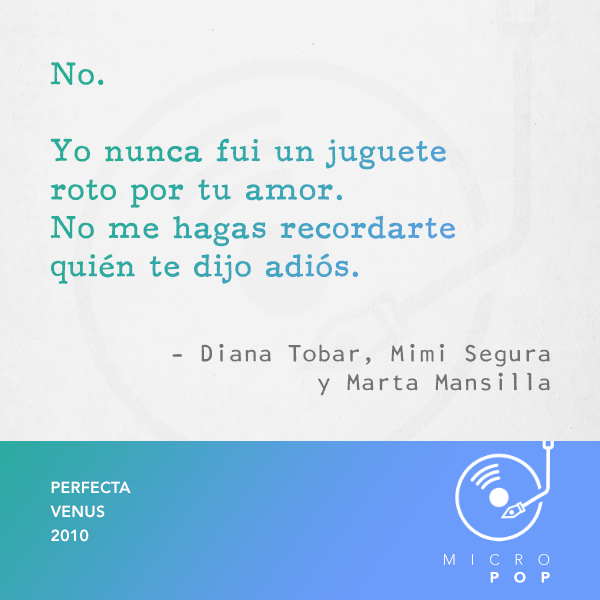 No.
Yo nunca fui un juguete
roto por tu amor.
No me hagas recordarte
quién te dijo adiós.
– Diana Tobar, Mimi Segura
y Marta Mansilla
PERFECTA
VENUS
2010
MICRO
POP